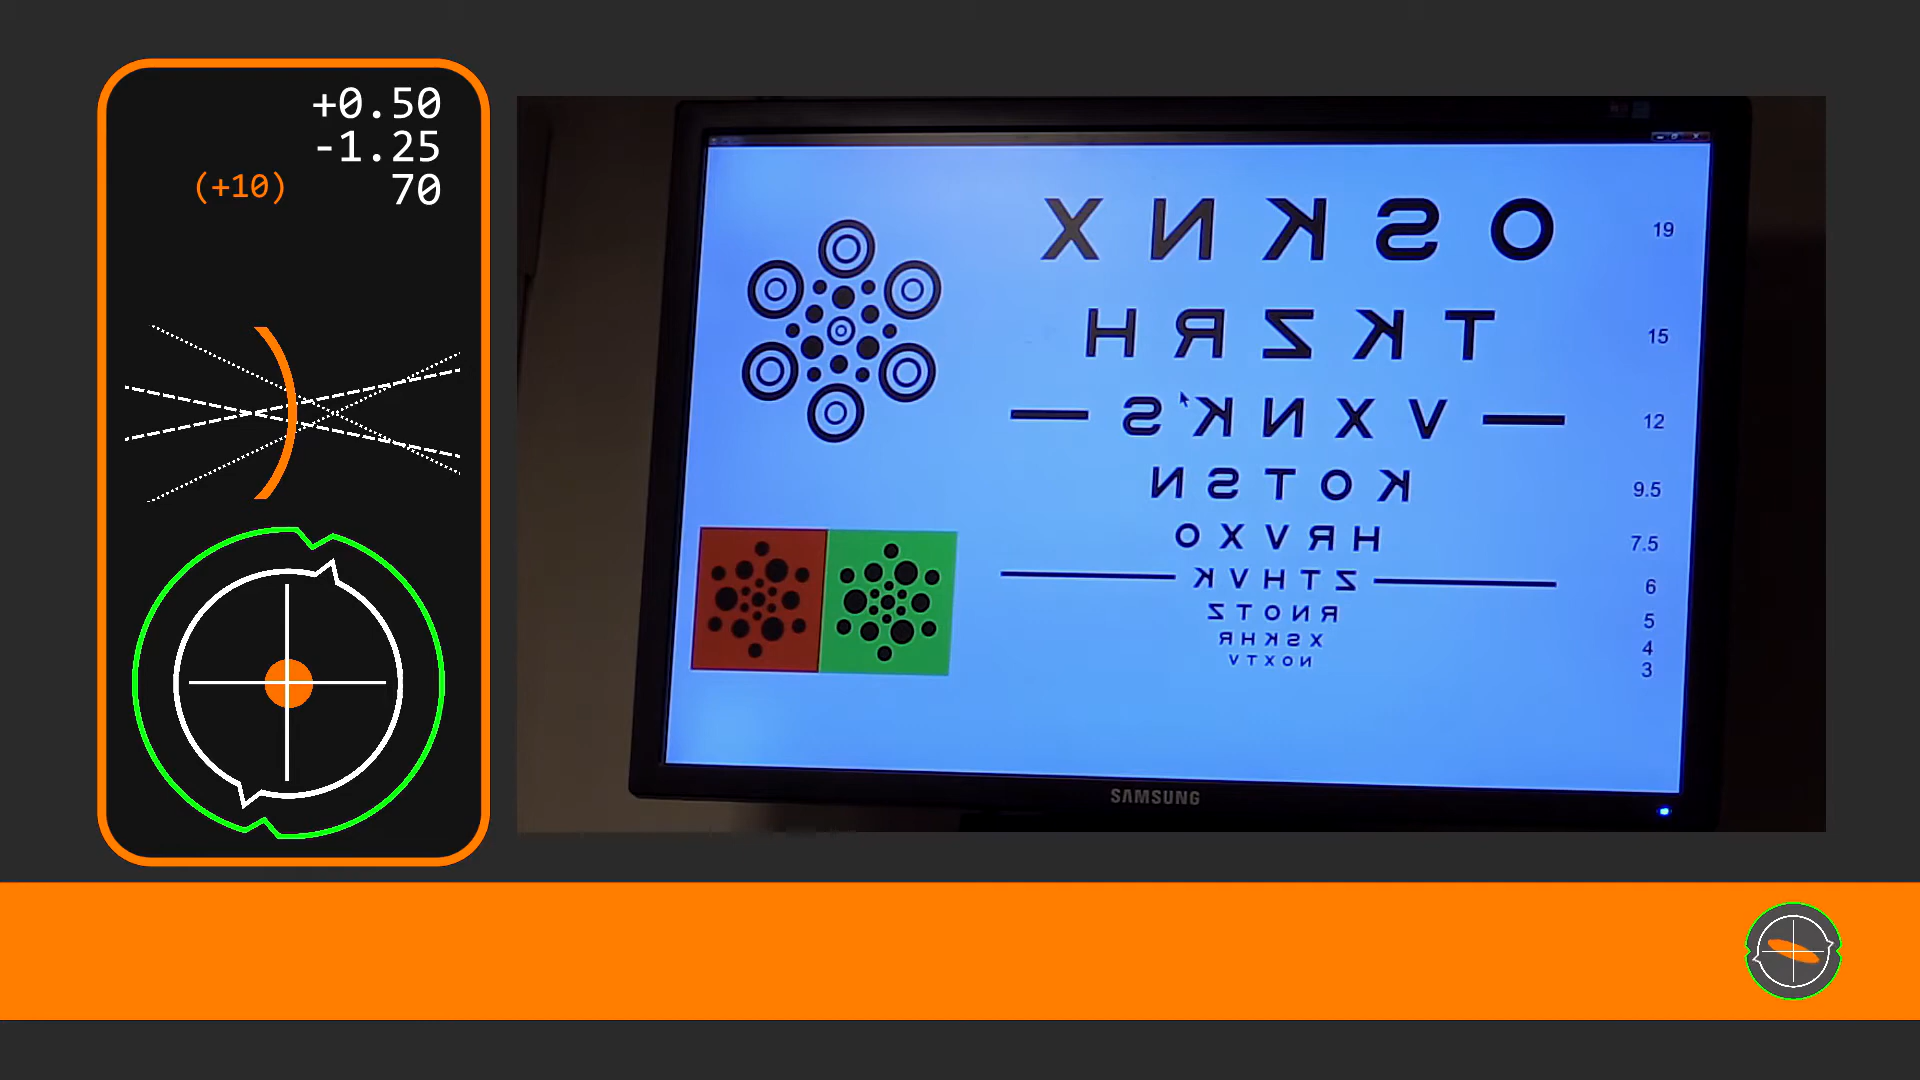 +0.50
-1.25
(+10) 70
X N K S O 19
H R Z K T 15
S K N X V 12
N S T O K 9.5
O X V R H 7.5
K V H T Z 6
Z T O N R 5
R H K S X 4
V T X O N 3
SAMSUNG